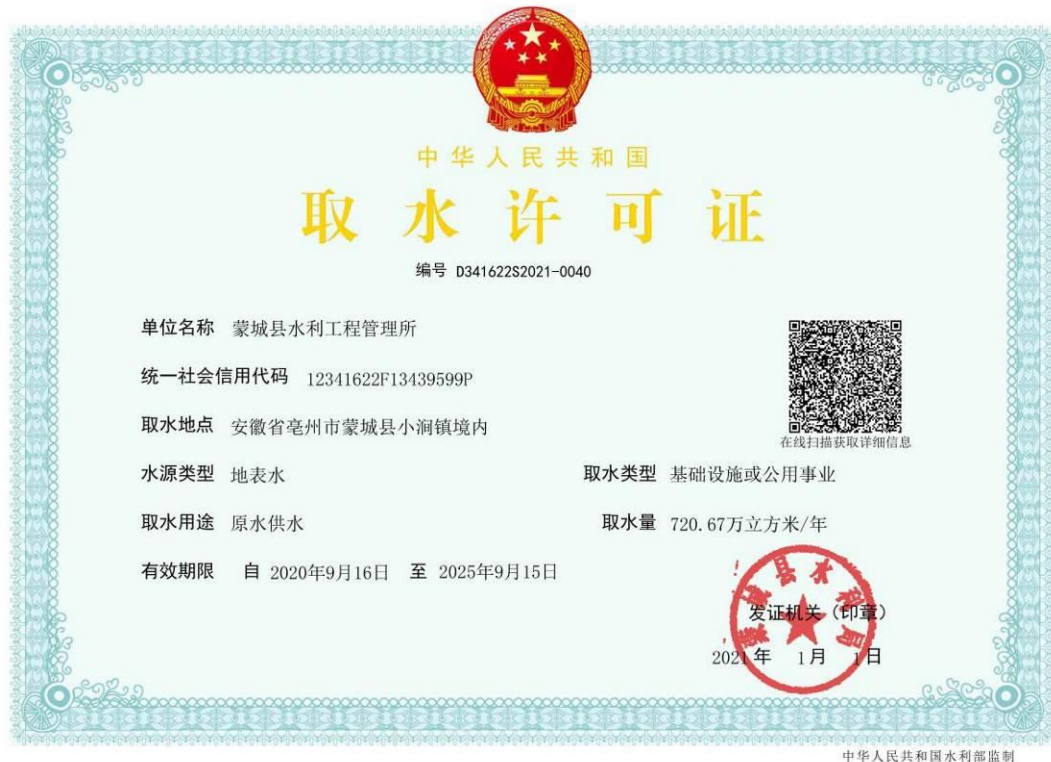 中华人民共和国
取水许可证
编号 D341622S2021-0040
单位名称 蒙城县水利工程管理所
统一社会信用代码 12341622F13439599P
取水地点 安徽省亳州市蒙城县小涧镇境内
在线扫描获取详细信息
水源类型 地表水 取水类型 基础设施或公用事业
取水用途 原水供水 取水量 720.67万立方米/年
有效期限 自 2020年9月16日 至 2025年9月15日
蒙城县水利局
发证机关（印章）
2021年 1月 1日
中华人民共和国水利部监制